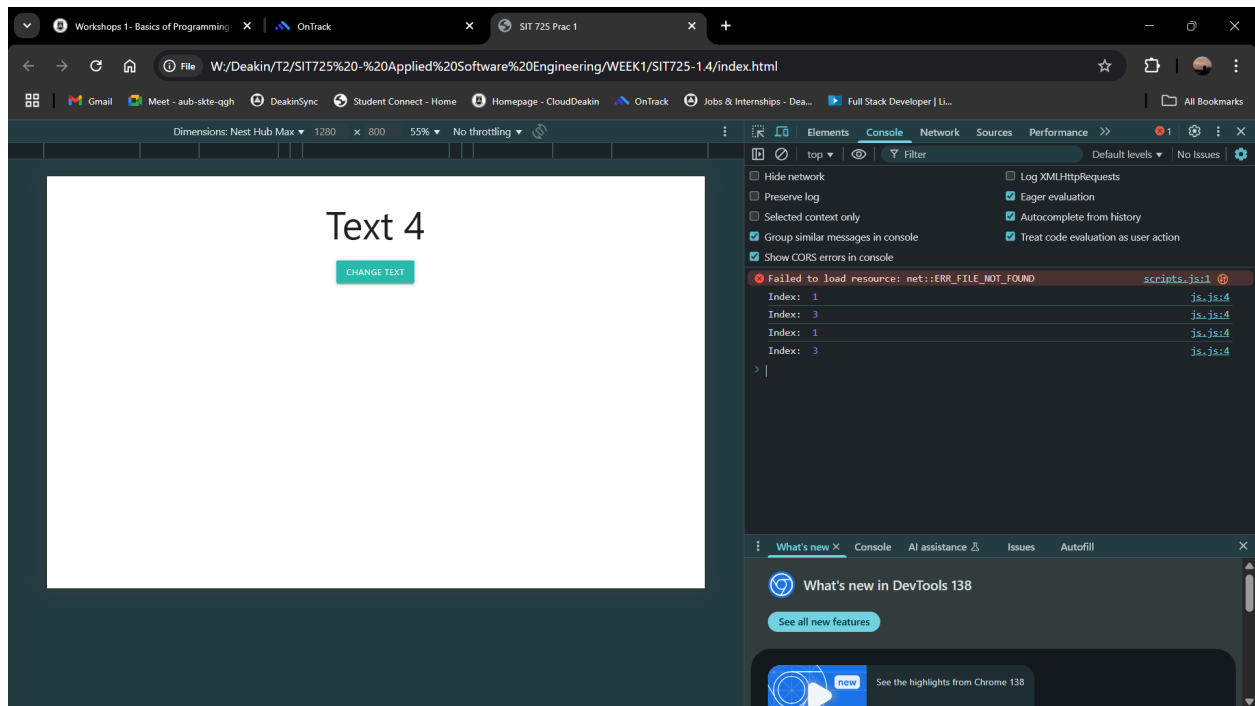 Workshops 1- Basics of Programming
OnTrack
SIT 725 Prac 1
File W:/Deakin/T2/SIT725%20-%20Applied%20Software%20Engineering/WEEK1/SIT725-1.4/index.html
Gmail Meet - aub-skte-qgh DeakinSync Student Connect - Home Homepage - CloudDeakin OnTrack Jobs & Internships - Dea... Full Stack Developer | Li... All Bookmarks
Dimensions: Nest Hub Max 1280 x 800 55% No throttling
Text 4
CHANGE TEXT
Elements Console Network Sources Performance 1
top Filter Default levels No Issues
Hide network Log XMLHttpRequests
Preserve log Eager evaluation
Selected context only Autocomplete from history
Group similar messages in console Treat code evaluation as user action
Show CORS errors in console
Failed to load resource: net::ERR_FILE_NOT_FOUND scripts.js:1
Index: 1 js.js:4
Index: 3 js.js:4
Index: 1 js.js:4
Index: 3 js.js:4
What's new Console AI assistance Issues Autofill
What's new in DevTools 138
See all new features
new See the highlights from Chrome 138